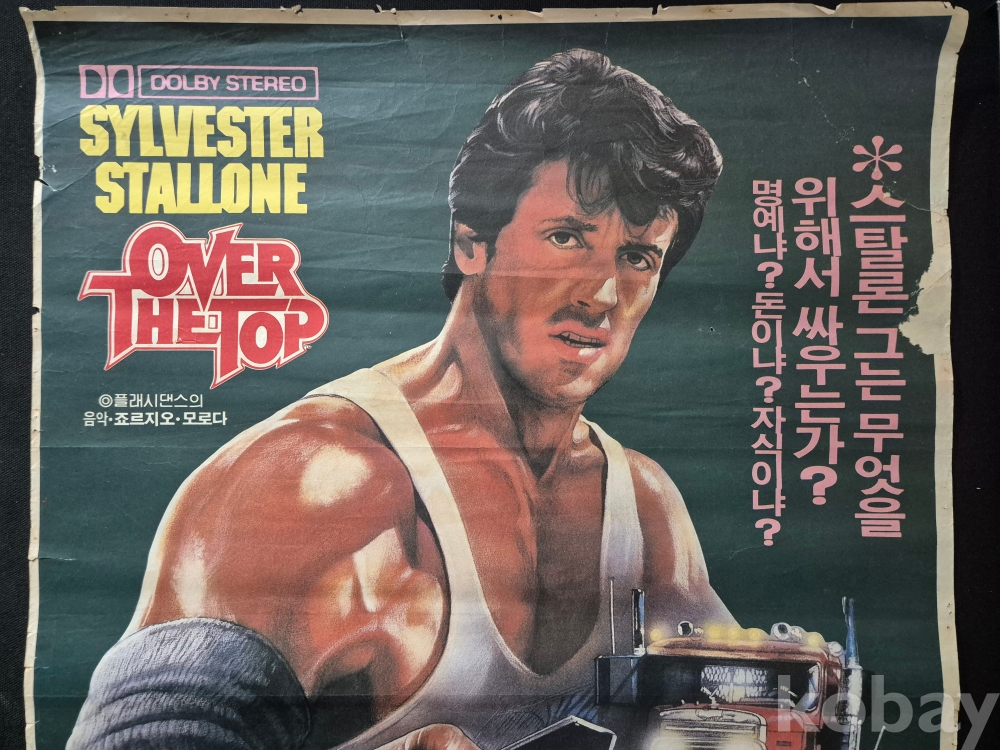 DOLBY STEREO
SYLVESTER
STALLONE
OVER
THE TOP
◎플래시댄스의
음악·죠르지오·모로다
*스탈론 그는 무엇을
위해서 싸우는가?
명예냐? 돈이냐? 자식이냐?
kobay